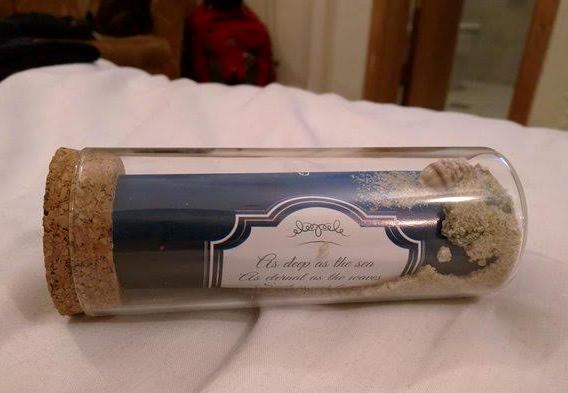 As deep as the sea
As eternal as the waves